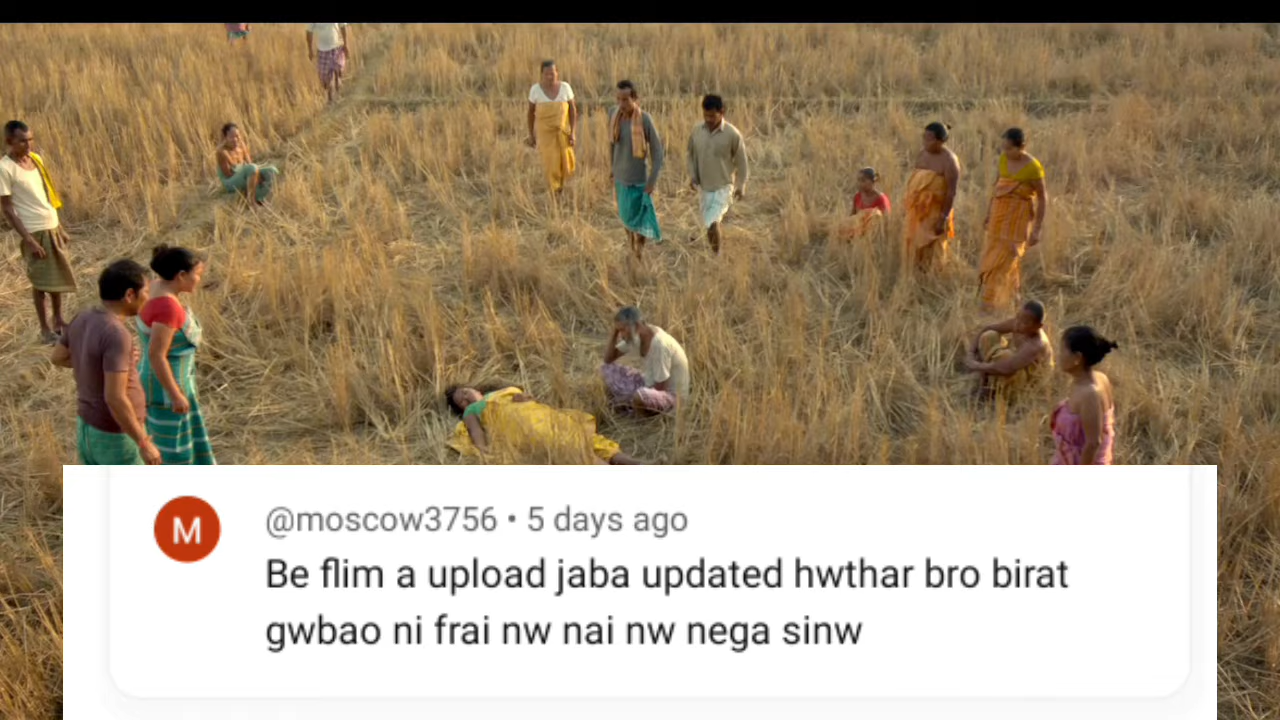 M
@moscow3756 • 5 days ago
Be flim a upload jaba updated hwthar bro birat
gwbao ni frai nw nai nw nega sinw